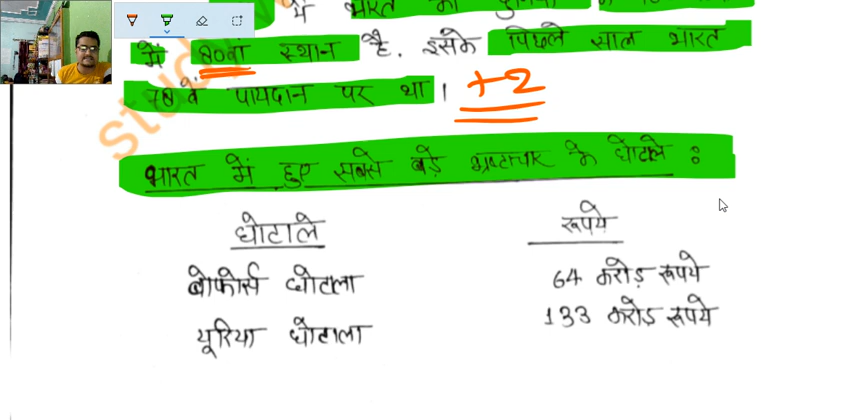 में भारत का दुनिया
में 80वा स्थान है. इसके पिछले साल भारत
78 वें पायदान पर था। +2
भारत में हुए सबसे बड़े भ्रष्टाचार के घोटाले :
घोटाले रूपये
बोफोर्स घोटला 64 करोड़ रूपये
यूरिया घोटाला 133 करोड रूपये